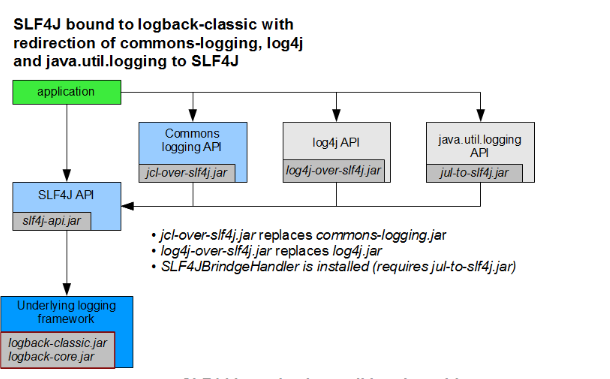 SLF4J bound to logback-classic with
redirection of commons-logging, log4j
and java.util.logging to SLF4J
application
Commons
logging API
jcl-over-slf4j.jar
log4j API
log4j-over-slf4j.jar
java.util.logging
API
jul-to-slf4j.jar
SLF4J API
slf4j-api.jar
• jcl-over-slf4j.jar replaces commons-logging.jar
• log4j-over-slf4j.jar replaces log4j.jar
• SLF4JBrindgeHandler is installed (requires jul-to-slf4j.jar)
Underlying logging
framework
logback-classic.jar
logback-core.jar